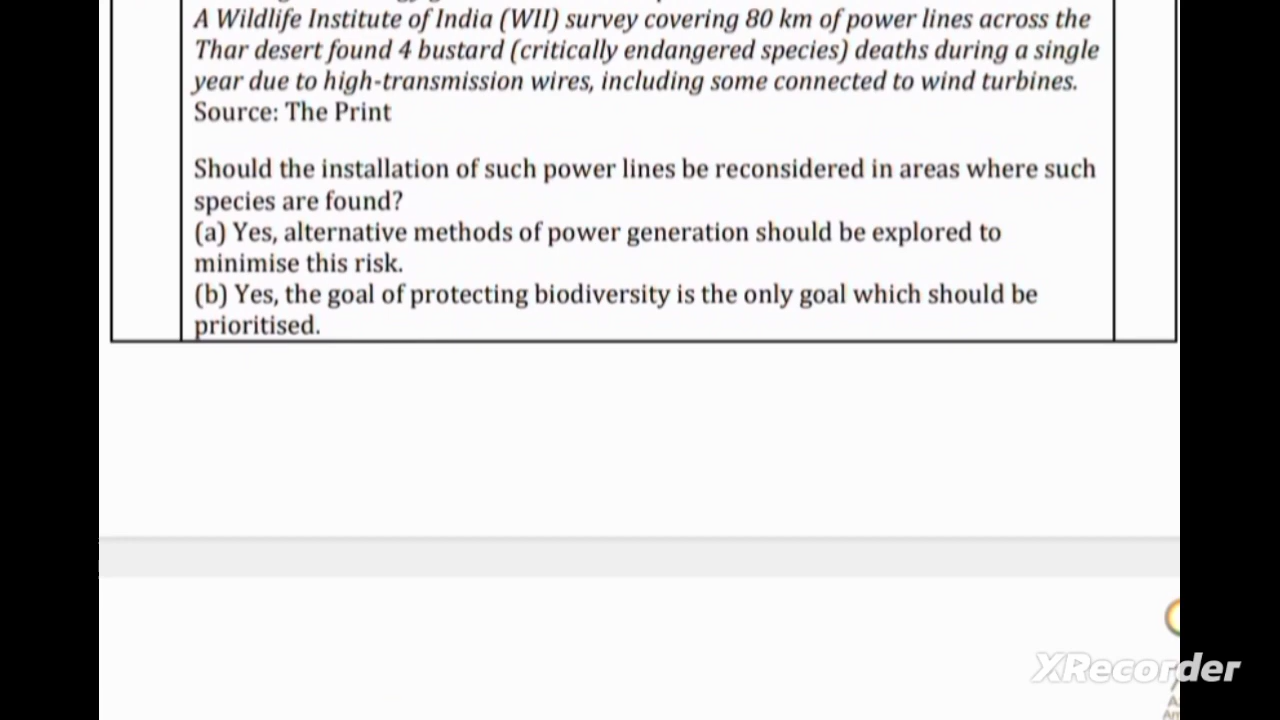 A Wildlife Institute of India (WII) survey covering 80 km of power lines across the
Thar desert found 4 bustard (critically endangered species) deaths during a single
year due to high-transmission wires, including some connected to wind turbines.
Source: The Print
Should the installation of such power lines be reconsidered in areas where such
species are found?
(a) Yes, alternative methods of power generation should be explored to
minimise this risk.
(b) Yes, the goal of protecting biodiversity is the only goal which should be
prioritised.
XRecorder